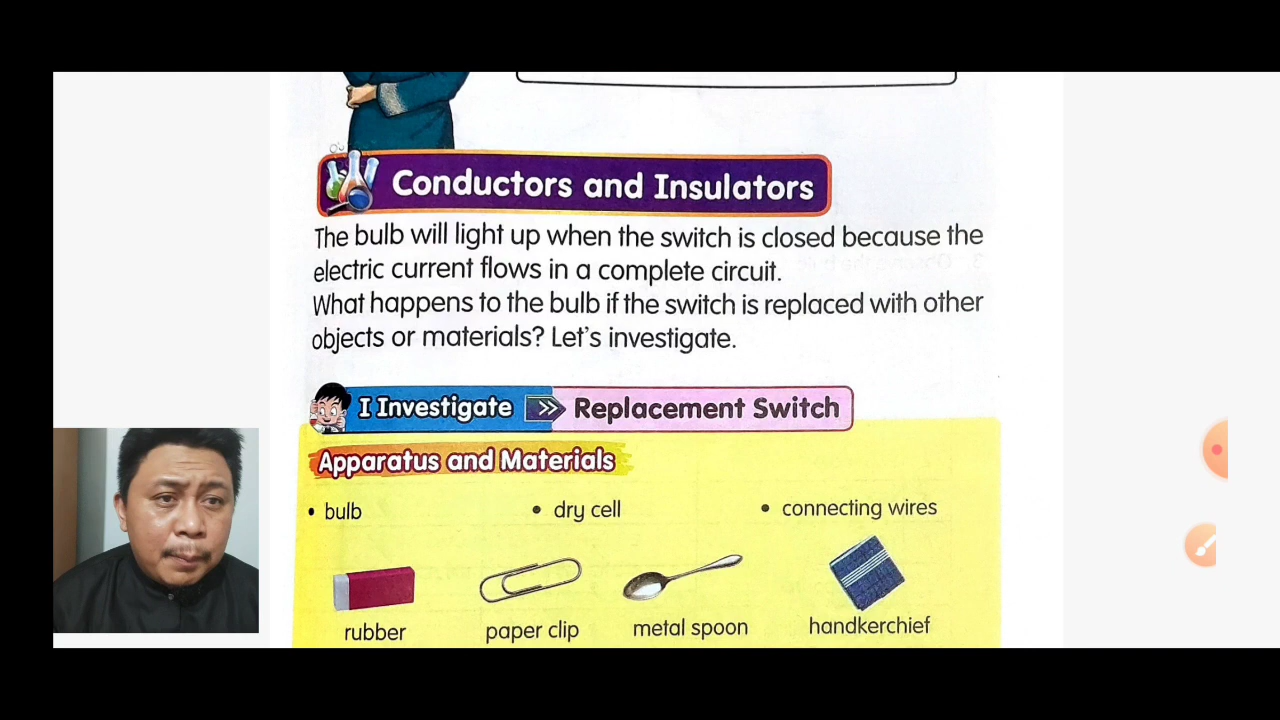 Conductors and Insulators
The bulb will light up when the switch is closed because the
electric current flows in a complete circuit.
What happens to the bulb if the switch is replaced with other
objects or materials? Let's investigate.
I Investigate >> Replacement Switch
Apparatus and Materials
• bulb • dry cell • connecting wires
rubber paper clip metal spoon handkerchief